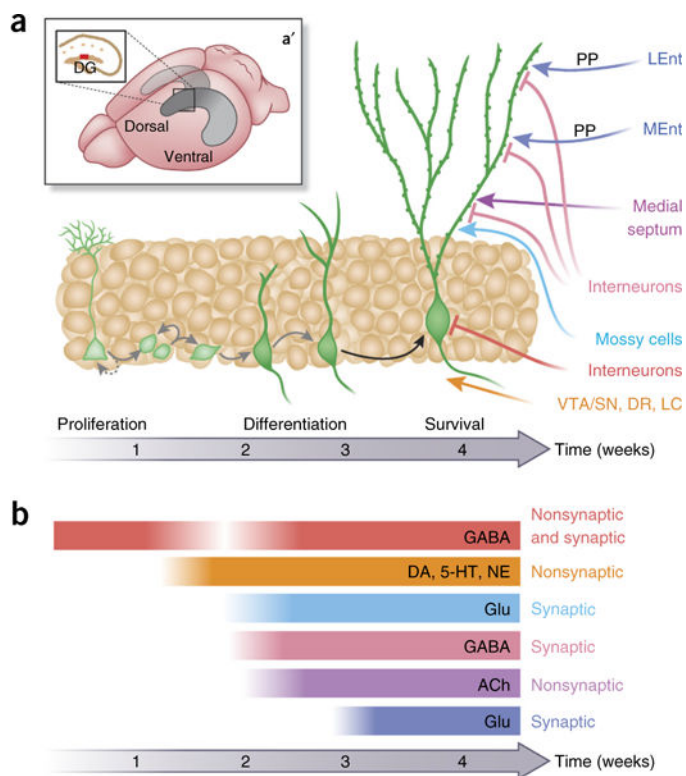 a
a′
DG
Dorsal
Ventral
PP
LEnt
PP
MEnt
Medial
septum
Interneurons
Mossy cells
Interneurons
VTA/SN, DR, LC
Proliferation
Differentiation
Survival
1
2
3
4
Time (weeks)
b
GABA
Nonsynaptic
and synaptic
DA, 5-HT, NE
Nonsynaptic
Glu
Synaptic
GABA
Synaptic
ACh
Nonsynaptic
Glu
Synaptic
1
2
3
4
Time (weeks)